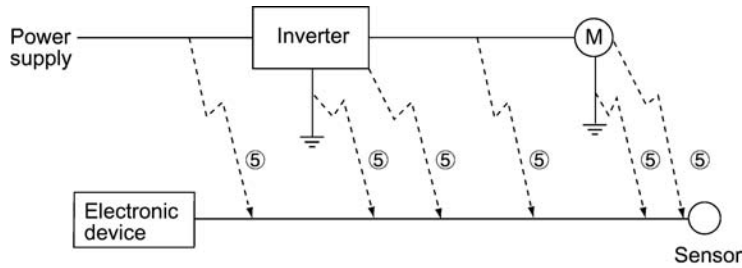 Power
supply
Inverter
M
⑤ ⑤ ⑤ ⑤ ⑤ ⑤
Electronic
device
Sensor